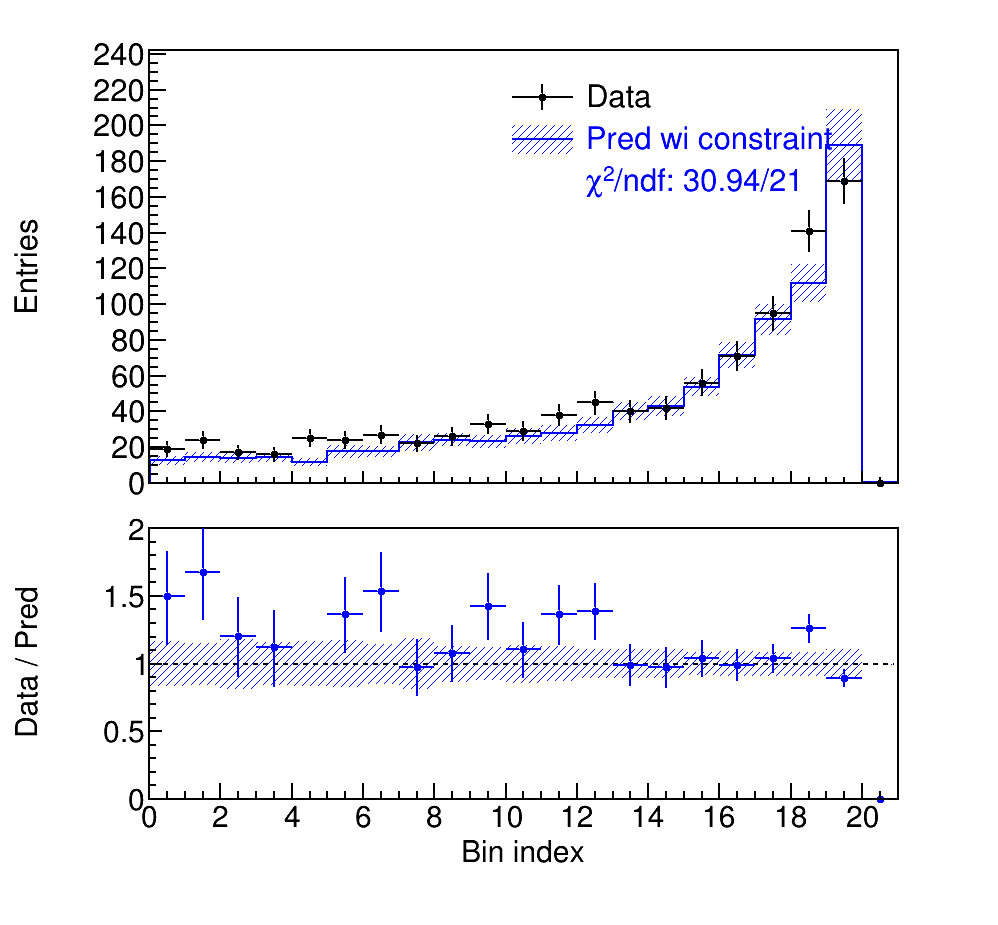 240
220
200
180
160
140
120
100
80
60
40
20
0
Entries
Data
Pred wi constraint
χ²/ndf: 30.94/21
2
1.5
1
0.5
0
Data / Pred
0 2 4 6 8 10 12 14 16 18 20
Bin index